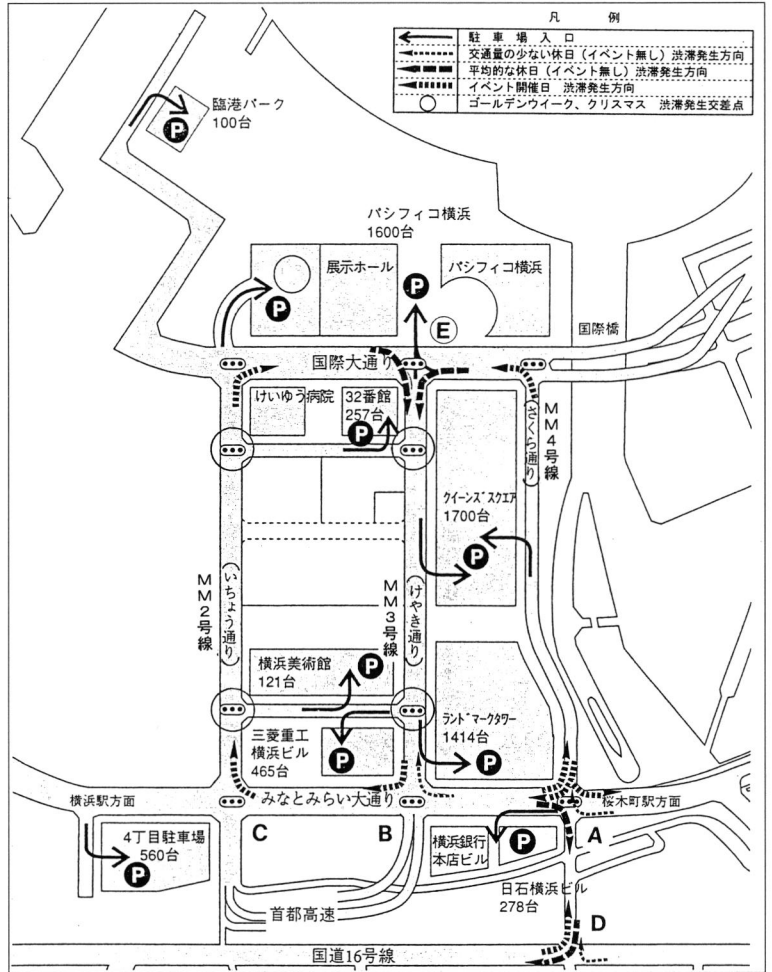 凡 例
駐車場入口
交通量の少ない休日（イベント無し）渋滞発生方向
平均的な休日（イベント無し）渋滞発生方向
イベント開催日 渋滞発生方向
ゴールデンウイーク、クリスマス 渋滞発生交差点
臨港パーク
100台
P
パシフィコ横浜
1600台
展示ホール
パシフィコ横浜
P
P
E
国際橋
国際大通り
けいゆう病院
32番館
257台
P
さくら通り
MM4号線
クイーンズスクエア
1700台
P
MM2号線
いちょう通り
MM3号線
けやき通り
横浜美術館
121台
P
三菱重工
横浜ビル
465台
P
ランドマークタワー
1414台
P
横浜駅方面
みなとみらい大通り
桜木町駅方面
C
B
A
4丁目駐車場
560台
P
横浜銀行
本店ビル
P
日石横浜ビル
278台
首都高速
D
国道16号線